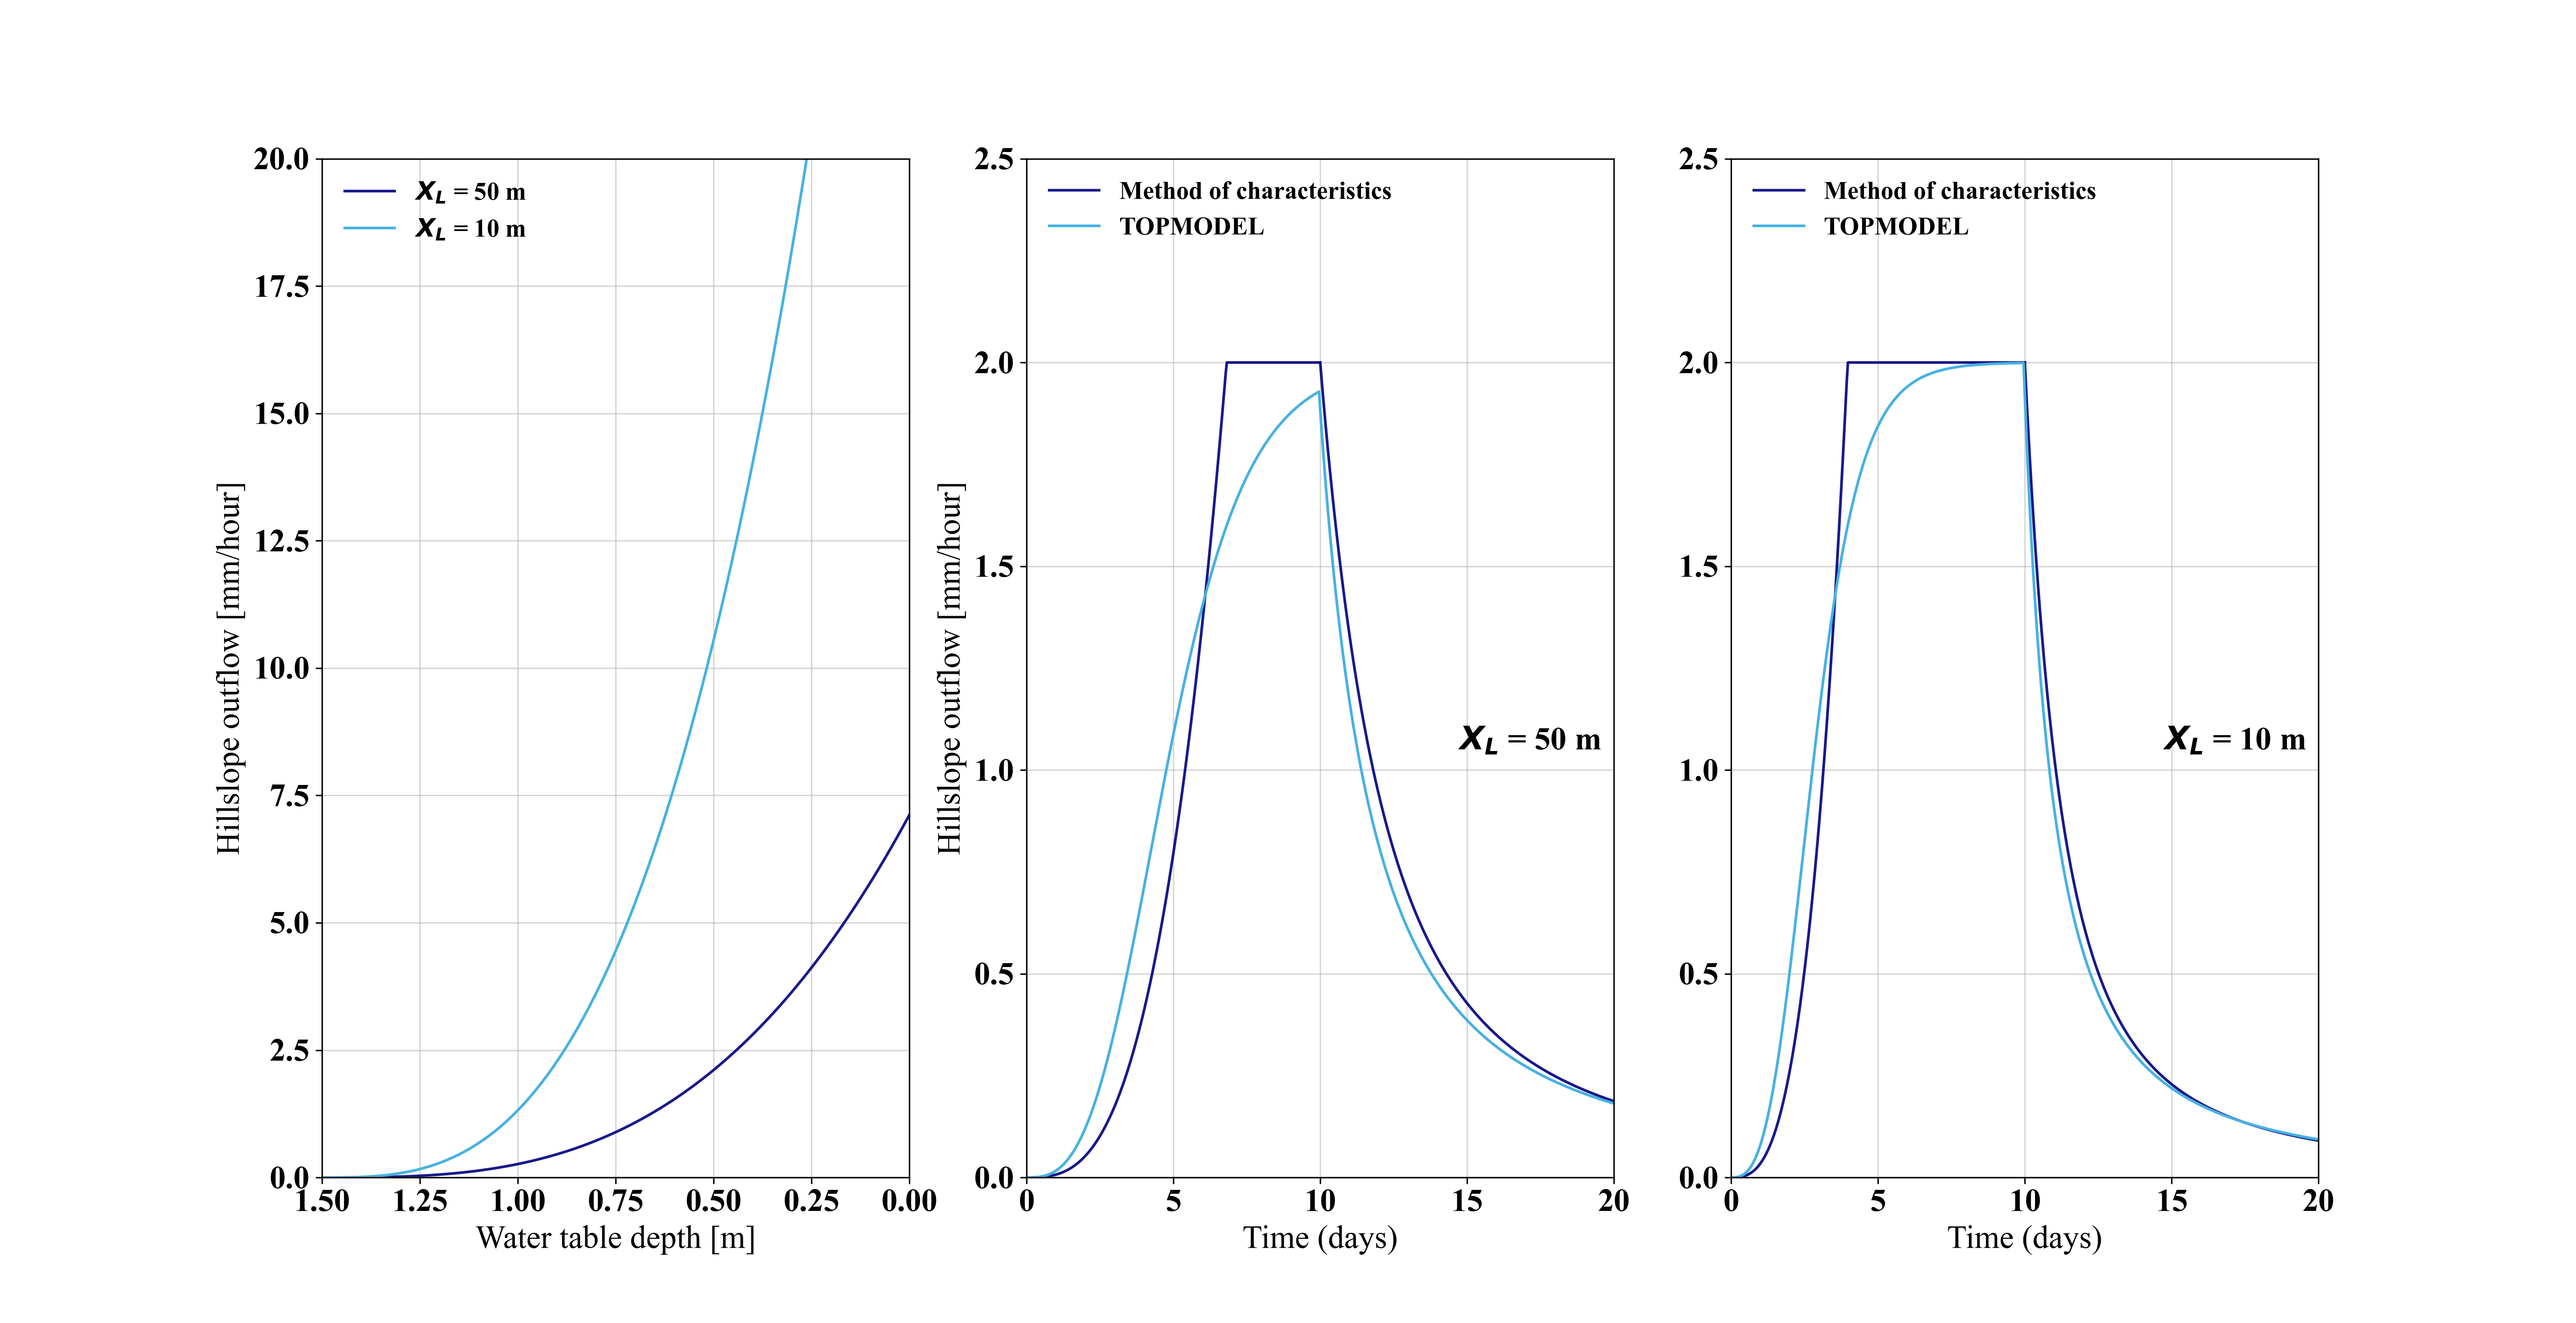 20.0
17.5
15.0
12.5
10.0
7.5
5.0
2.5
0.0
1.50 1.25 1.00 0.75 0.50 0.25 0.00
Water table depth [m]
Hillslope outflow [mm/hour]
X_L = 50 m
X_L = 10 m
2.5
2.0
1.5
1.0
0.5
0.0
0 5 10 15 20
Time (days)
Hillslope outflow [mm/hour]
Method of characteristics
TOPMODEL
X_L = 50 m
2.5
2.0
1.5
1.0
0.5
0.0
0 5 10 15 20
Time (days)
Method of characteristics
TOPMODEL
X_L = 10 m